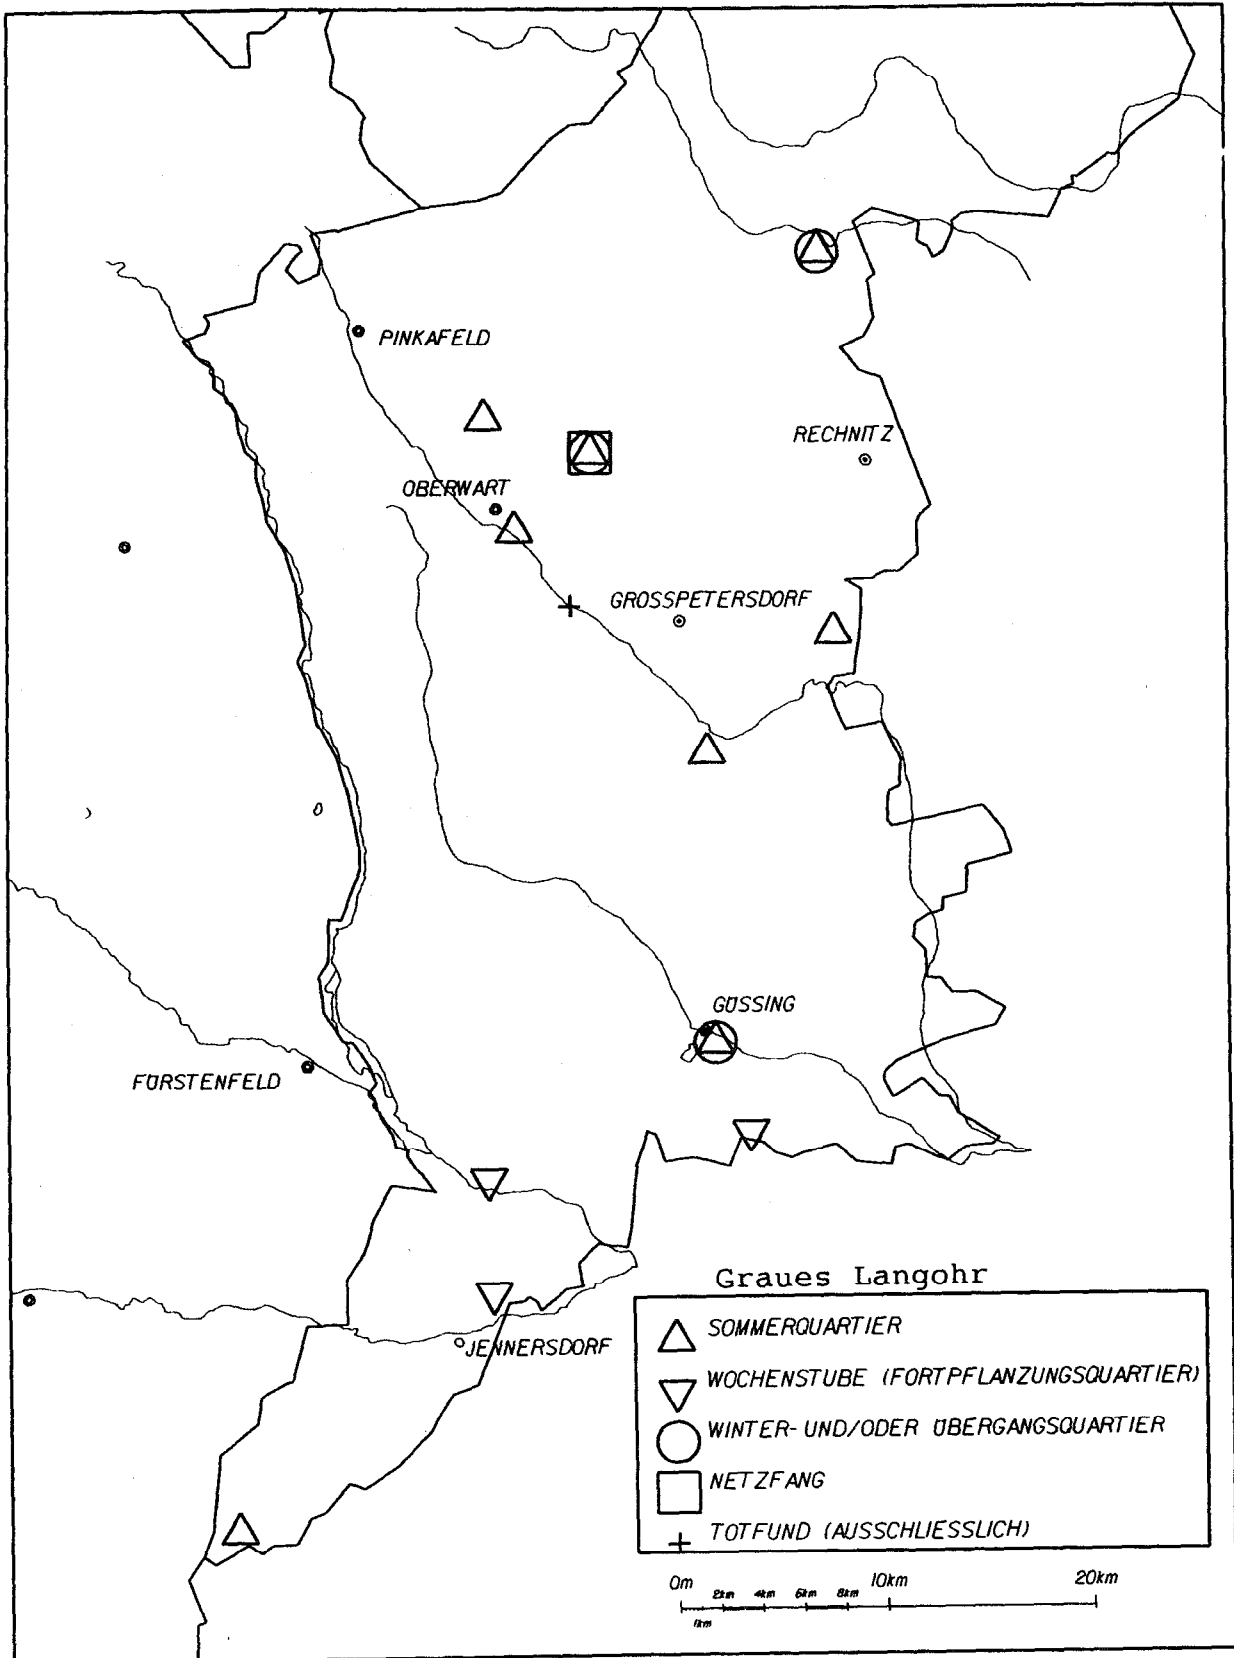 PINKAFELD
RECHNITZ
OBERWART
GROSSPETERSDORF
GÜSSING
FÜRSTENFELD
JENNERSDORF
Graues Langohr
SOMMERQUARTIER
WOCHENSTUBE (FORTPFLANZUNGSQUARTIER)
WINTER- UND/ODER ÜBERGANGSQUARTIER
NETZFANG
TOTFUND (AUSSCHLIESSLICH)
0m 2km 4km 6km 8km 10km 20km
1km